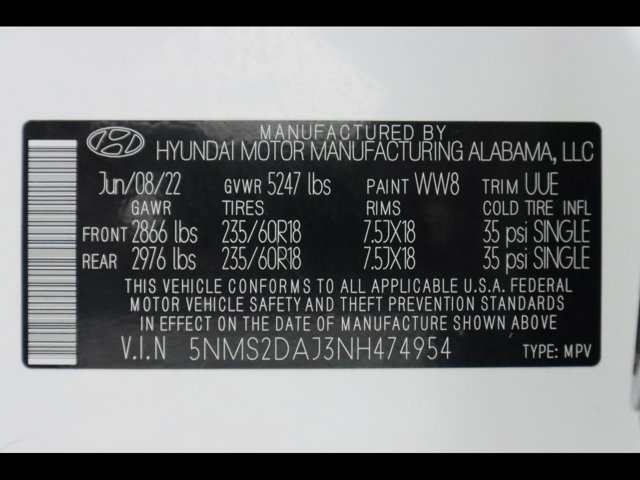 MANUFACTURED BY
HYUNDAI MOTOR MANUFACTURING ALABAMA, LLC
Jun/08/22 GVWR 5247 lbs PAINT WW8 TRIM UUE
GAWR TIRES RIMS COLD TIRE INFL
FRONT 2866 lbs 235/60R18 7.5JX18 35 psi SINGLE
REAR 2976 lbs 235/60R18 7.5JX18 35 psi SINGLE
THIS VEHICLE CONFORMS TO ALL APPLICABLE U.S.A. FEDERAL
MOTOR VEHICLE SAFETY AND THEFT PREVENTION STANDARDS
IN EFFECT ON THE DATE OF MANUFACTURE SHOWN ABOVE
V.I.N 5NMS2DAJ3NH474954 TYPE: MPV